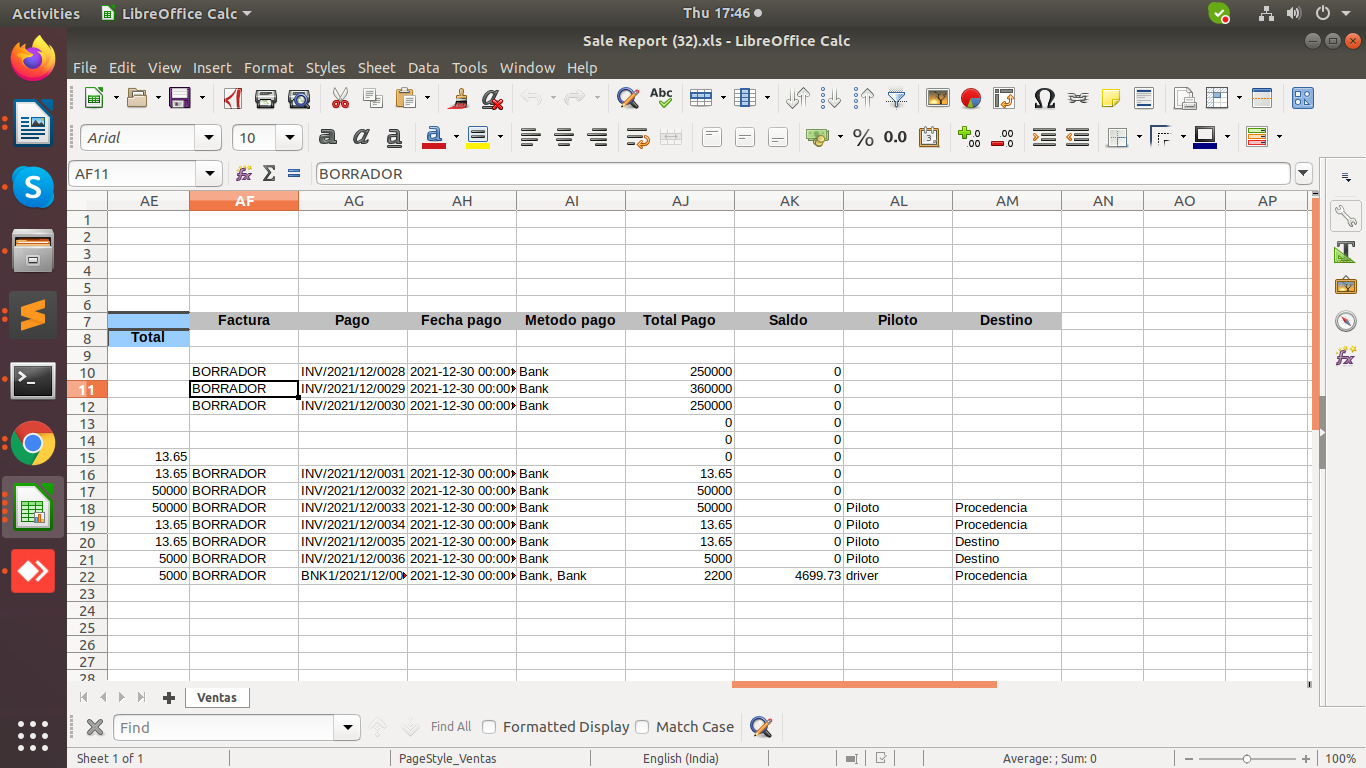 Activities LibreOffice Calc Thu 17:46
Sale Report (32).xls - LibreOffice Calc
File Edit View Insert Format Styles Sheet Data Tools Window Help
Arial 10
AF11 BORRADOR
AE AF AG AH AI AJ AK AL AM AN AO AP
1
2
3
4
5
6
7 Factura Pago Fecha pago Metodo pago Total Pago Saldo Piloto Destino
8 Total
9
10 BORRADOR INV/2021/12/0028 2021-12-30 00:00 Bank 250000 0
11 BORRADOR INV/2021/12/0029 2021-12-30 00:00 Bank 360000 0
12 BORRADOR INV/2021/12/0030 2021-12-30 00:00 Bank 250000 0
13 0 0
14 0 0
15 13.65 0 0
16 13.65 BORRADOR INV/2021/12/0031 2021-12-30 00:00 Bank 13.65 0
17 50000 BORRADOR INV/2021/12/0032 2021-12-30 00:00 Bank 50000 0
18 50000 BORRADOR INV/2021/12/0033 2021-12-30 00:00 Bank 50000 0 Piloto Procedencia
19 13.65 BORRADOR INV/2021/12/0034 2021-12-30 00:00 Bank 13.65 0 Piloto Procedencia
20 13.65 BORRADOR INV/2021/12/0035 2021-12-30 00:00 Bank 13.65 0 Piloto Destino
21 5000 BORRADOR INV/2021/12/0036 2021-12-30 00:00 Bank 5000 0 Piloto Destino
22 5000 BORRADOR BNK1/2021/12/00 2021-12-30 00:00 Bank, Bank 2200 4699.73 driver Procedencia
23
24
25
26
27
28
Ventas
Find Find All Formatted Display Match Case
Sheet 1 of 1 PageStyle_Ventas English (India) Average: ; Sum: 0 100%